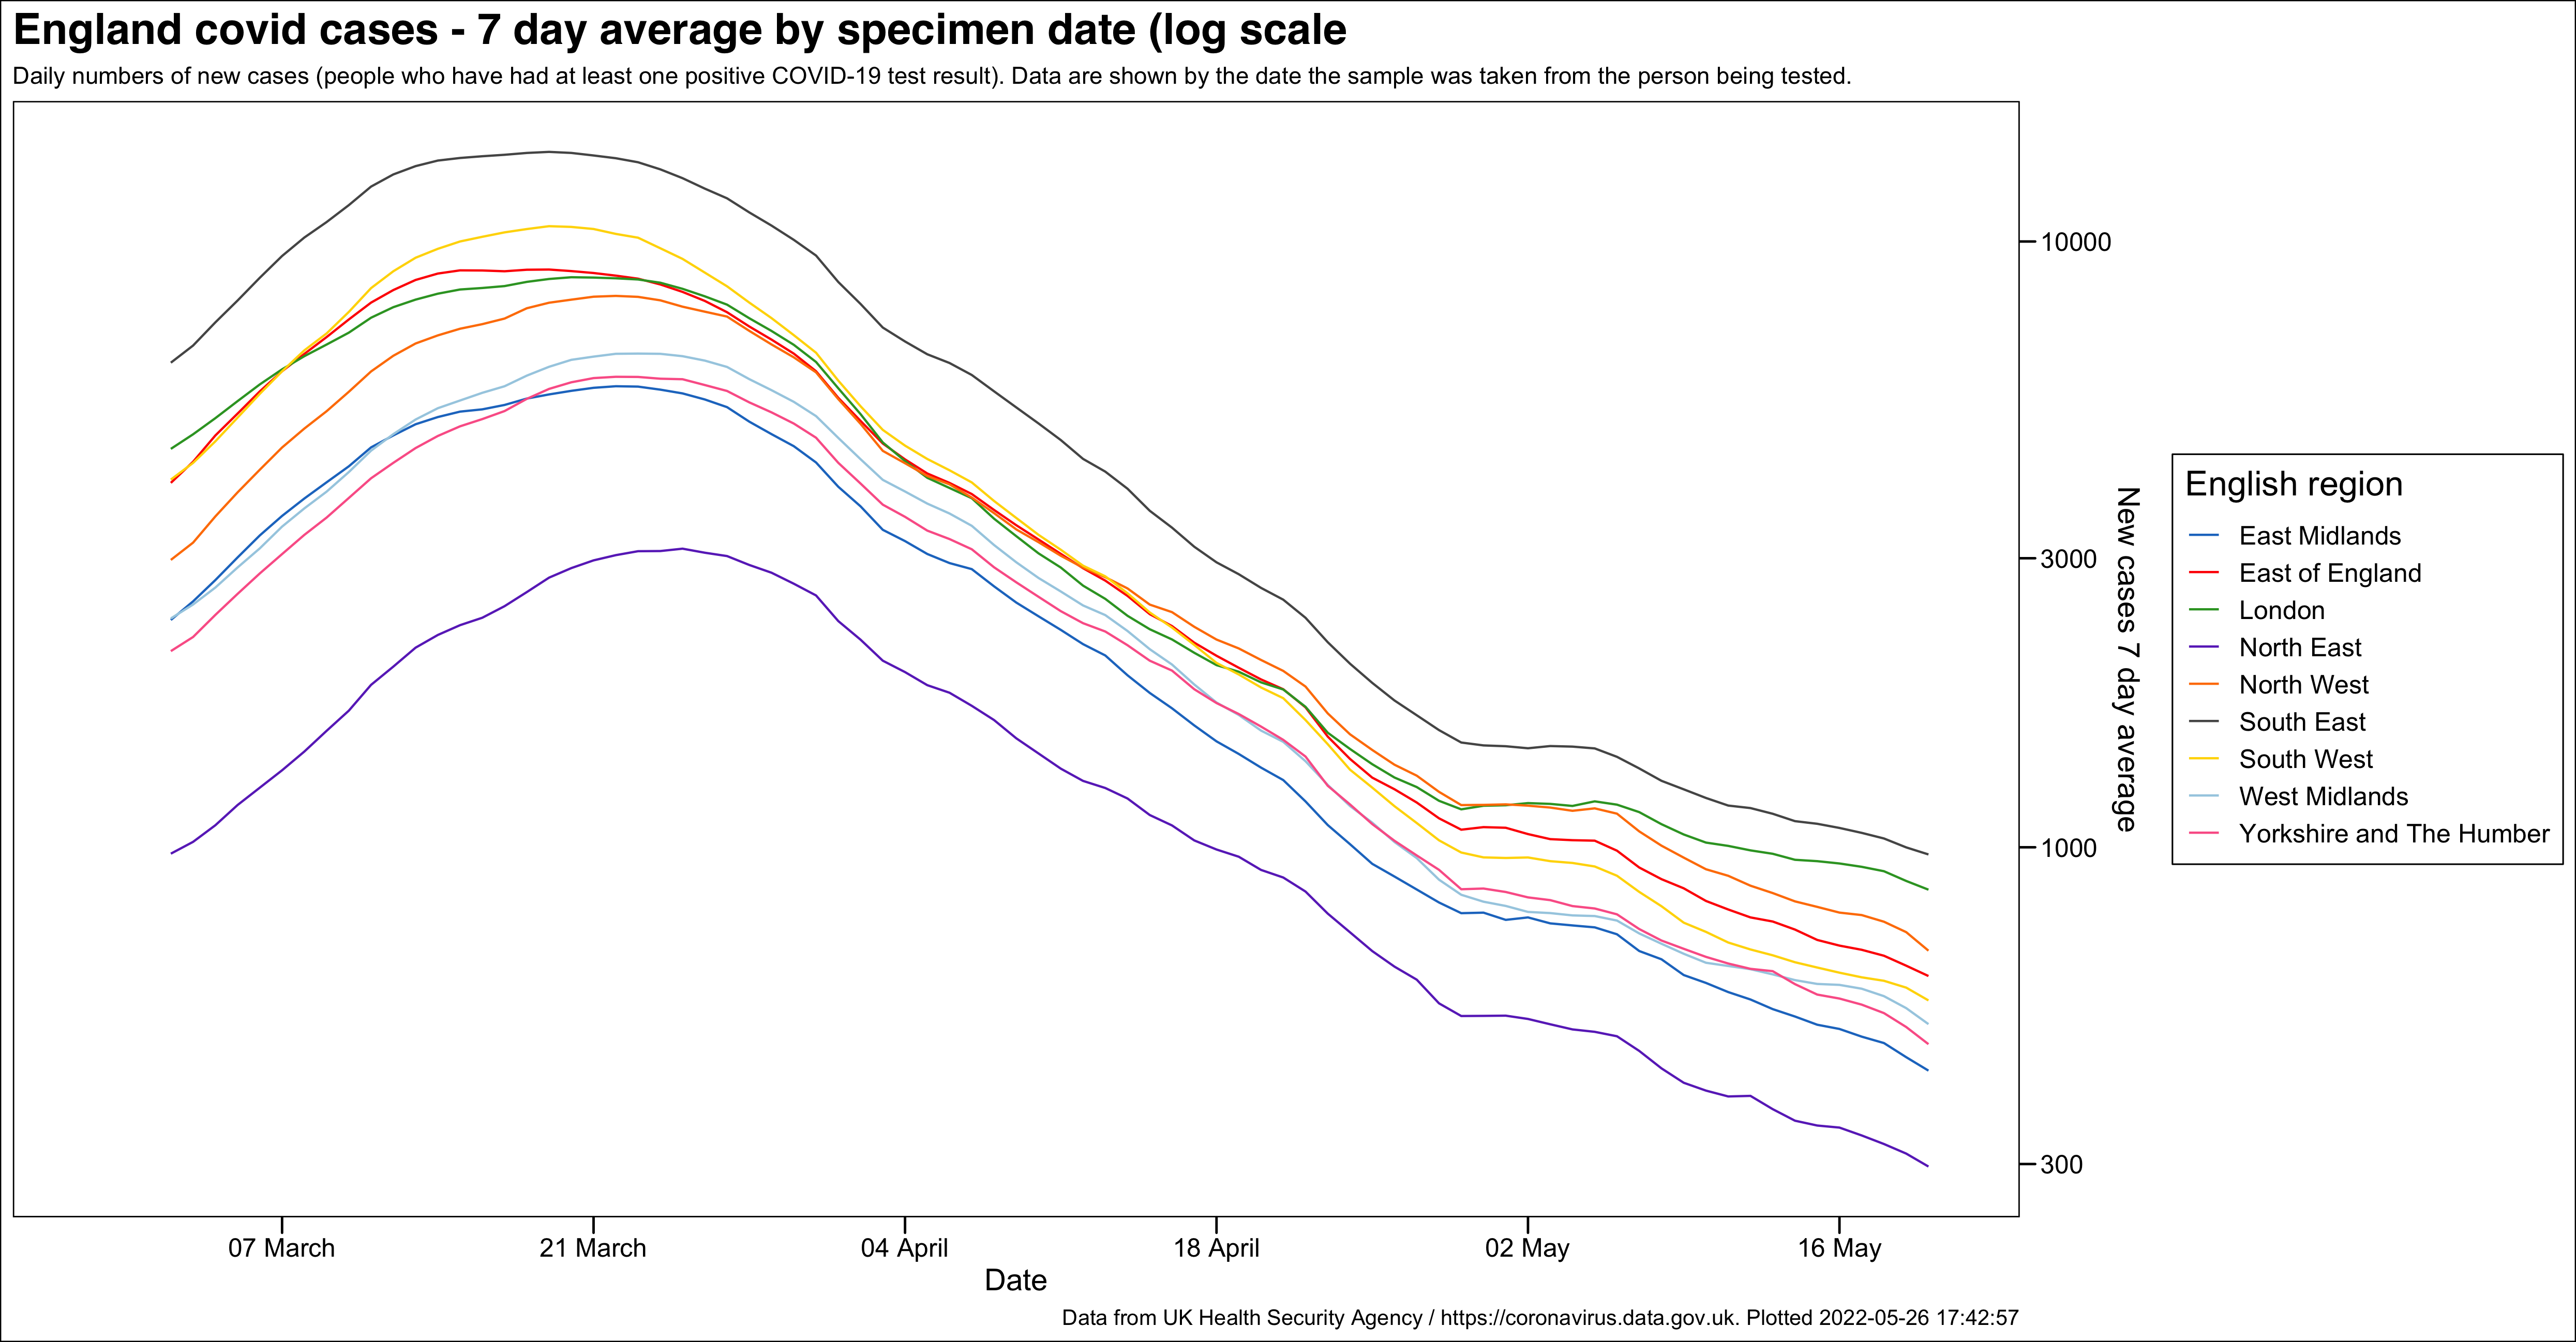 England covid cases - 7 day average by specimen date (log scale
Daily numbers of new cases (people who have had at least one positive COVID-19 test result). Data are shown by the date the sample was taken from the person being tested.
10000
3000
1000
300
New cases 7 day average
English region
East Midlands
East of England
London
North East
North West
South East
South West
West Midlands
Yorkshire and The Humber
07 March
21 March
04 April
18 April
02 May
16 May
Date
Data from UK Health Security Agency / https://coronavirus.data.gov.uk. Plotted 2022-05-26 17:42:57